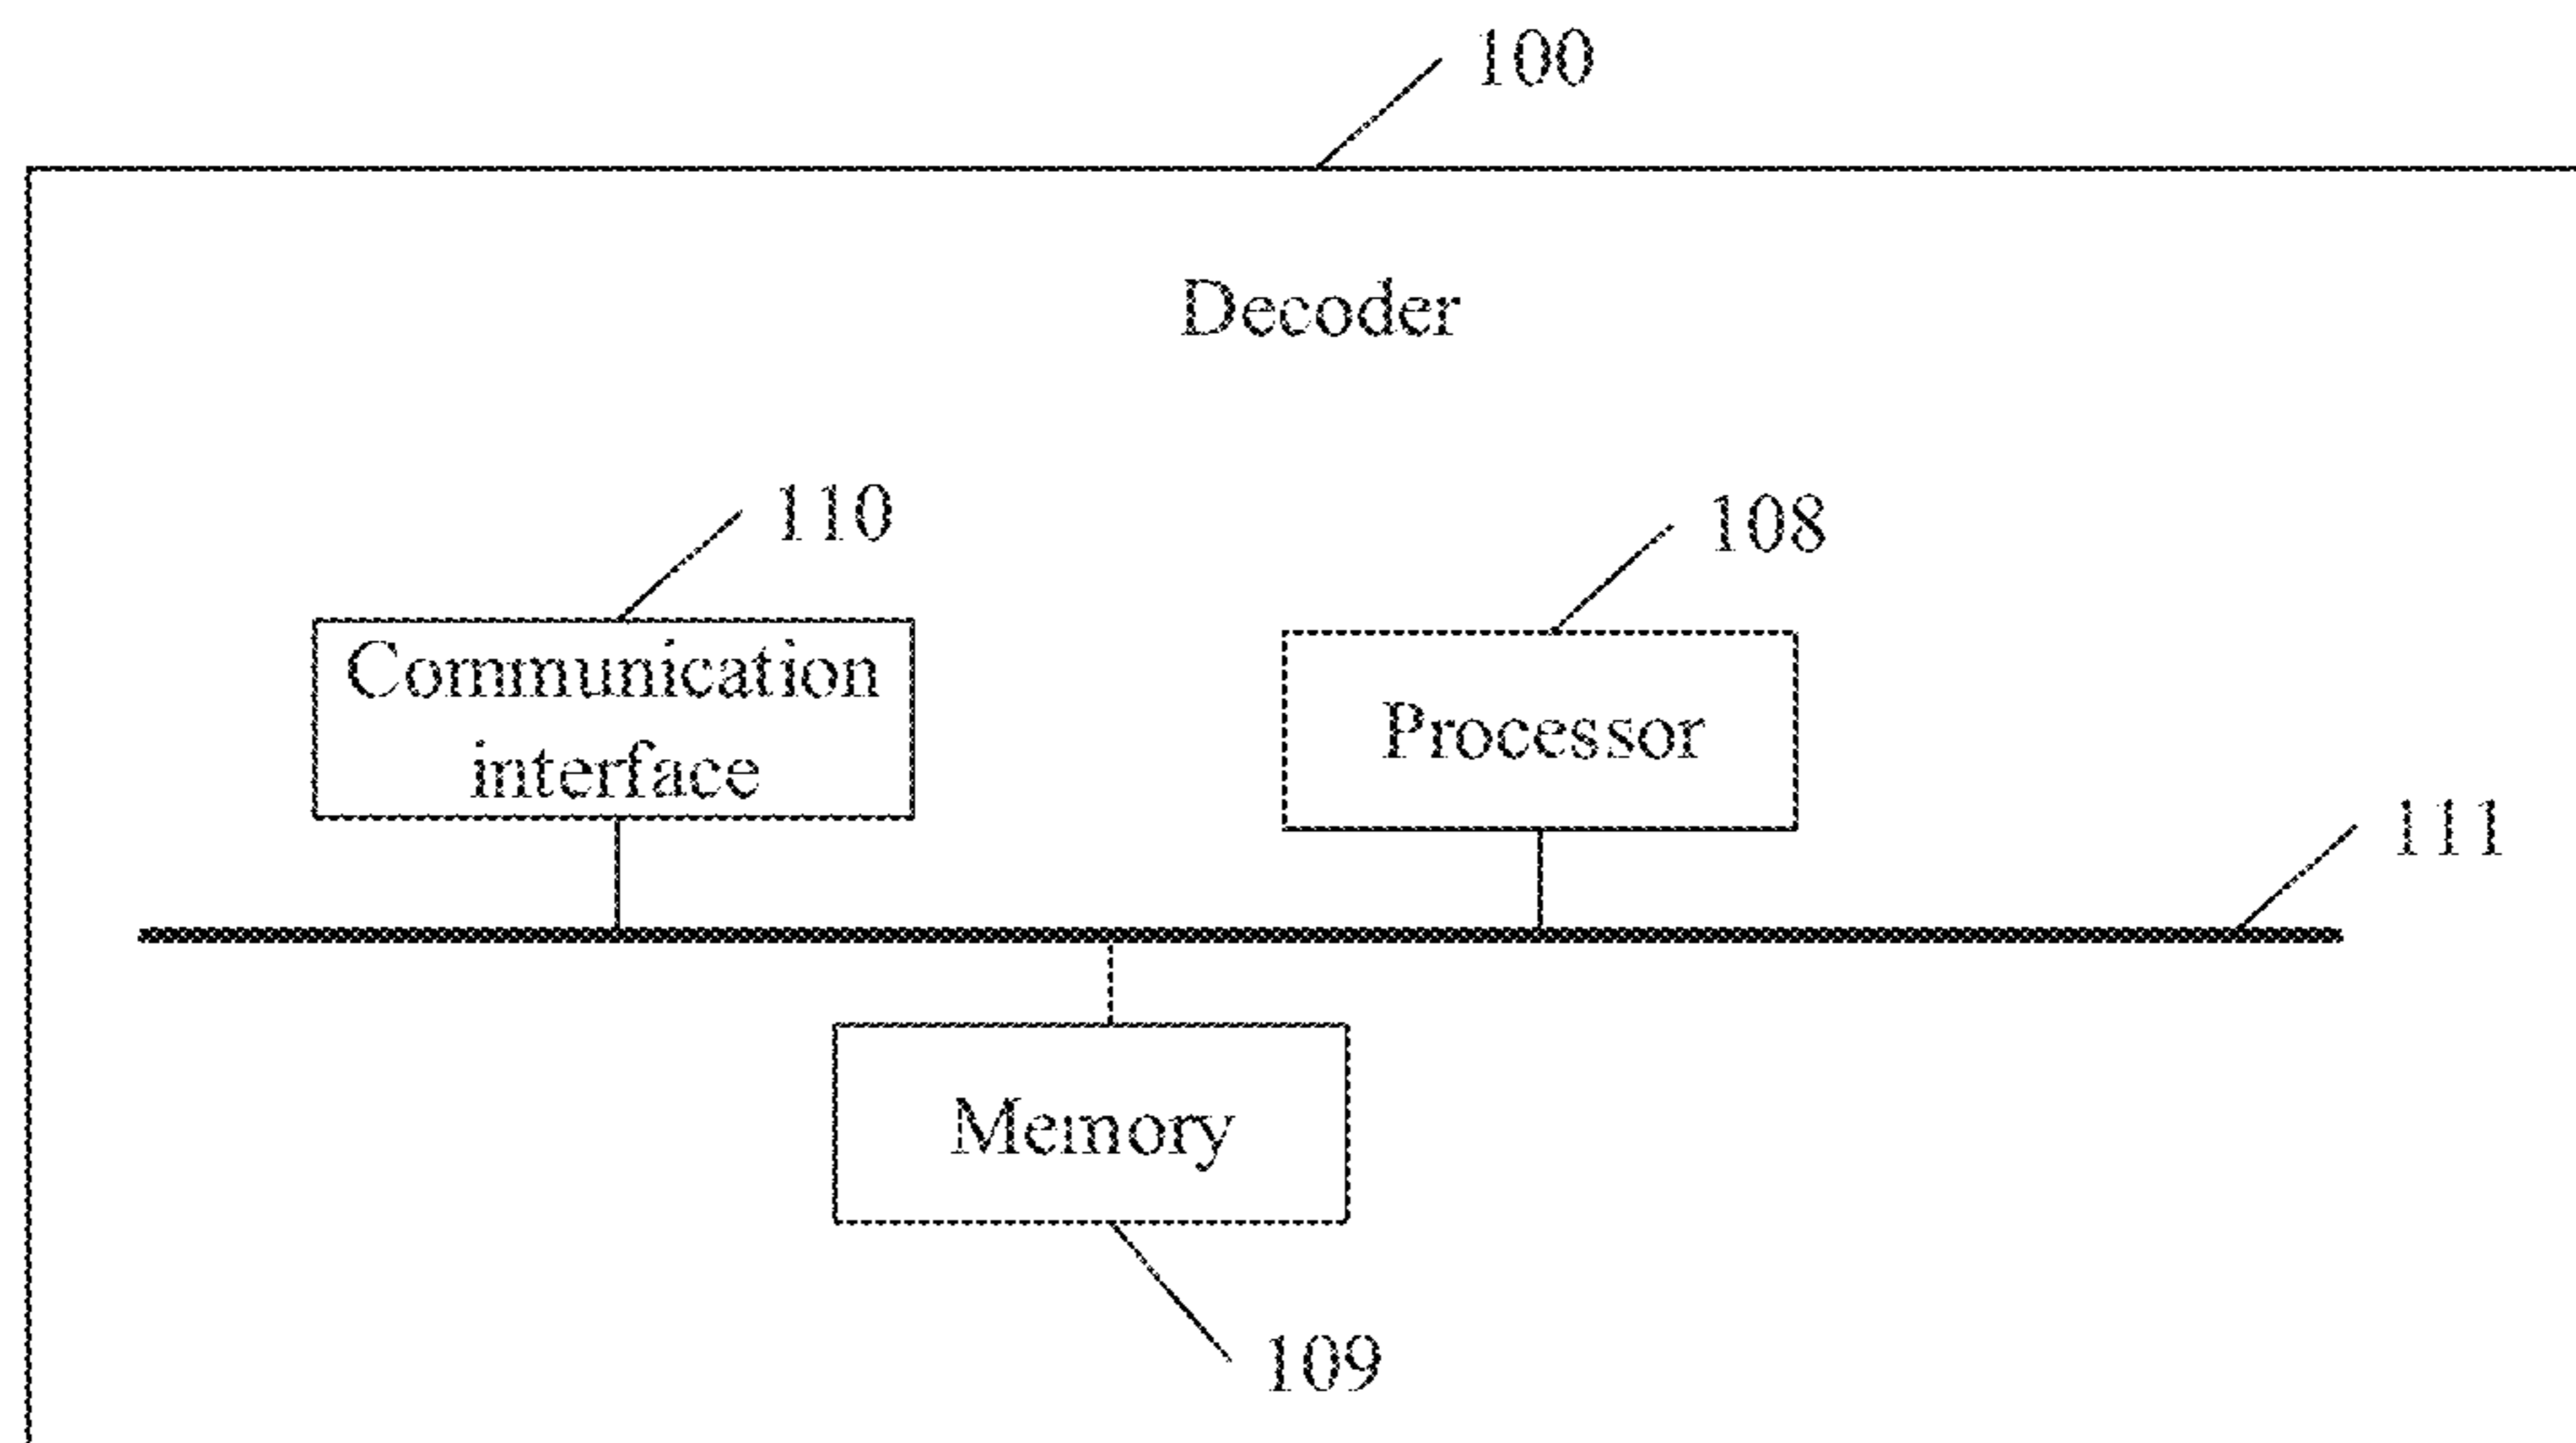 100
Decoder
110
108
Communication
interface
Processor
111
Memory
109